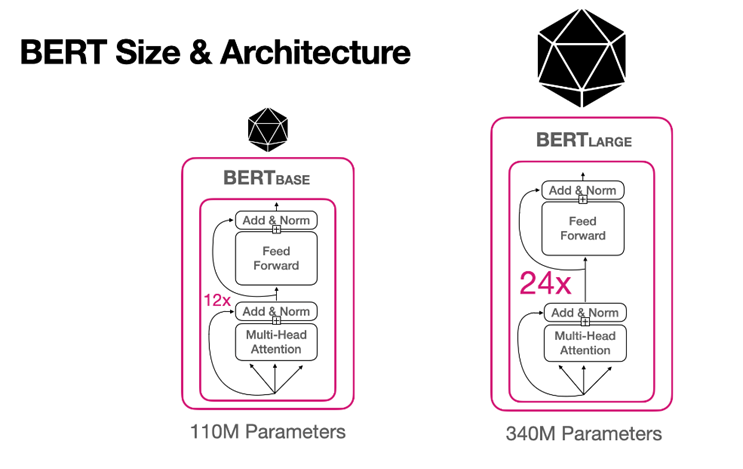 BERT Size & Architecture
BERTBASE
Add & Norm
Feed
Forward
12x
Add & Norm
Multi-Head
Attention
110M Parameters
BERTLARGE
Add & Norm
Feed
Forward
24x
Add & Norm
Multi-Head
Attention
340M Parameters